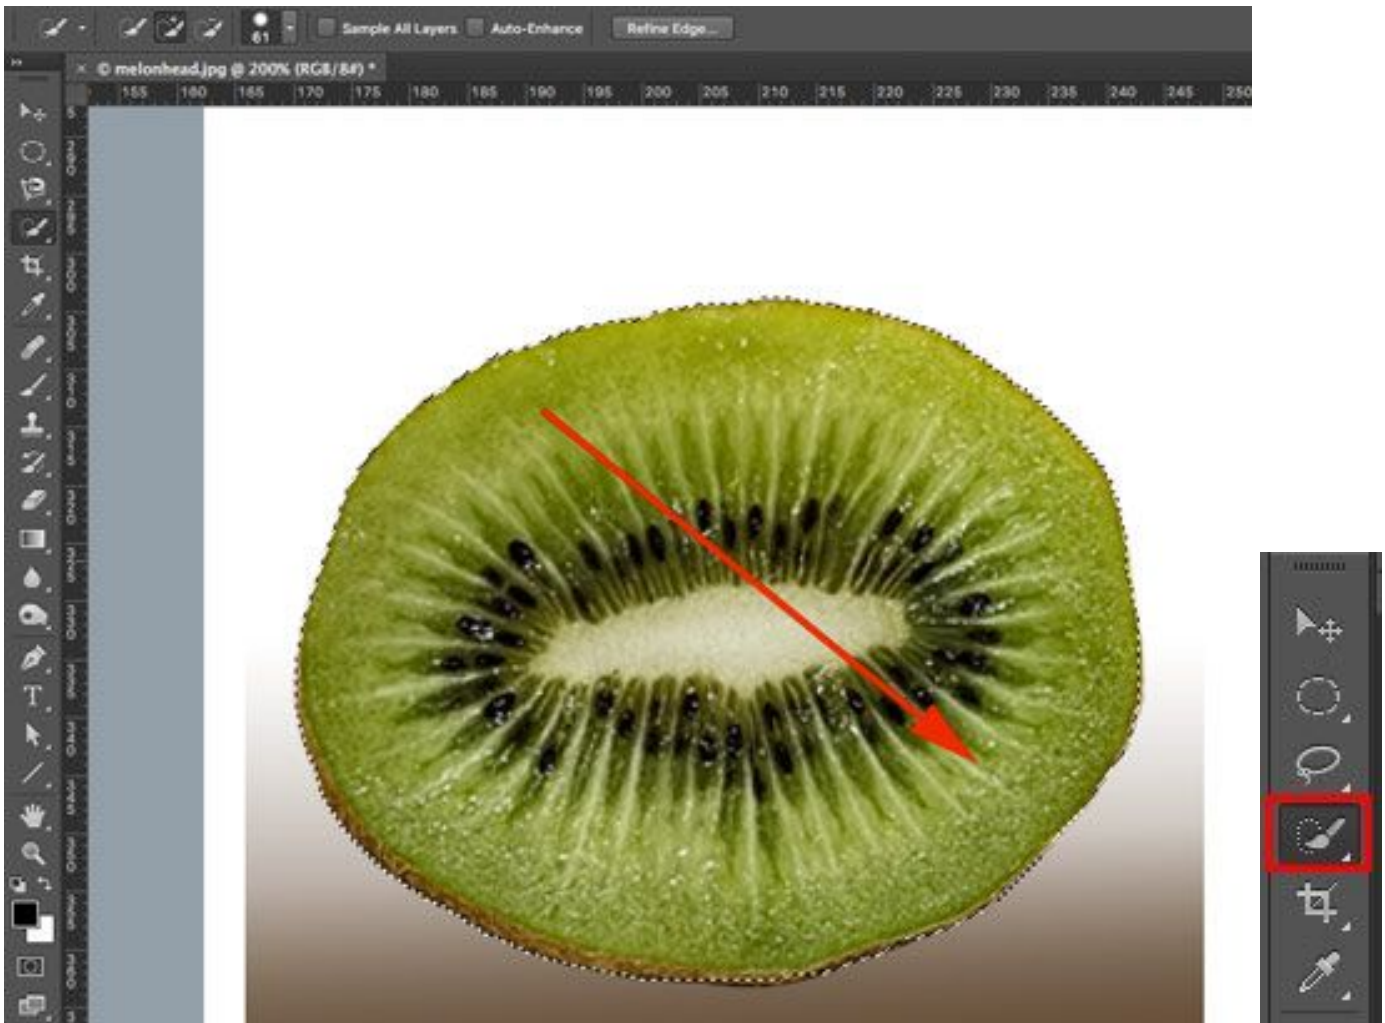 61 Sample All Layers Auto-Enhance Refine Edge...
× © melonhead.jpg @ 200% (RGB/8#) *
155 160 165 170 175 180 185 190 195 200 205 210 215 220 225 230 235 240 245 250
T